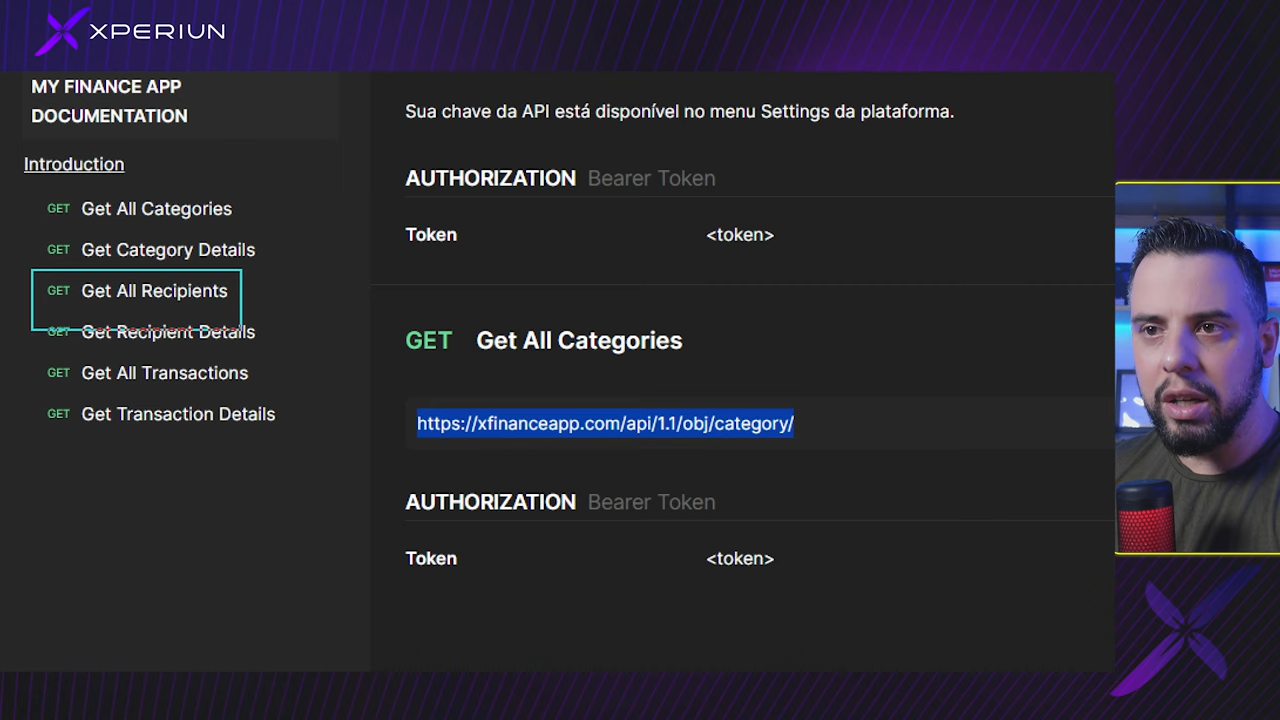 XPERIUN
MY FINANCE APP
DOCUMENTATION
Introduction
GET Get All Categories
GET Get Category Details
GET Get All Recipients
GET Get Recipient Details
GET Get All Transactions
GET Get Transaction Details
Sua chave da API está disponível no menu Settings da plataforma.
AUTHORIZATION Bearer Token
Token <token>
GET Get All Categories
https://xfinanceapp.com/api/1.1/obj/category/
AUTHORIZATION Bearer Token
Token <token>